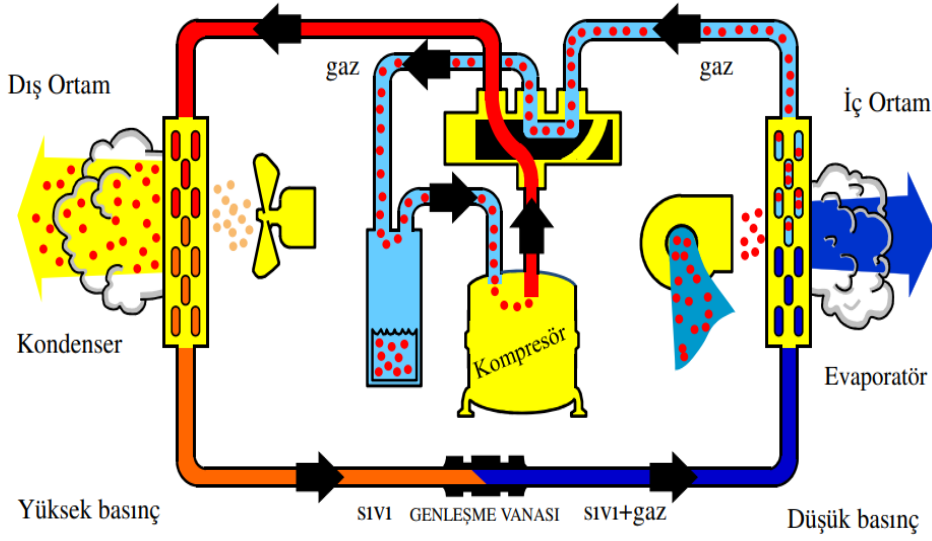 gaz
gaz
Dış Ortam
İç Ortam
Kompresör
Kondenser
Evaporatör
Yüksek basınç
sıvı
GENLEŞME VANASI
sıvı+gaz
Düşük basınç